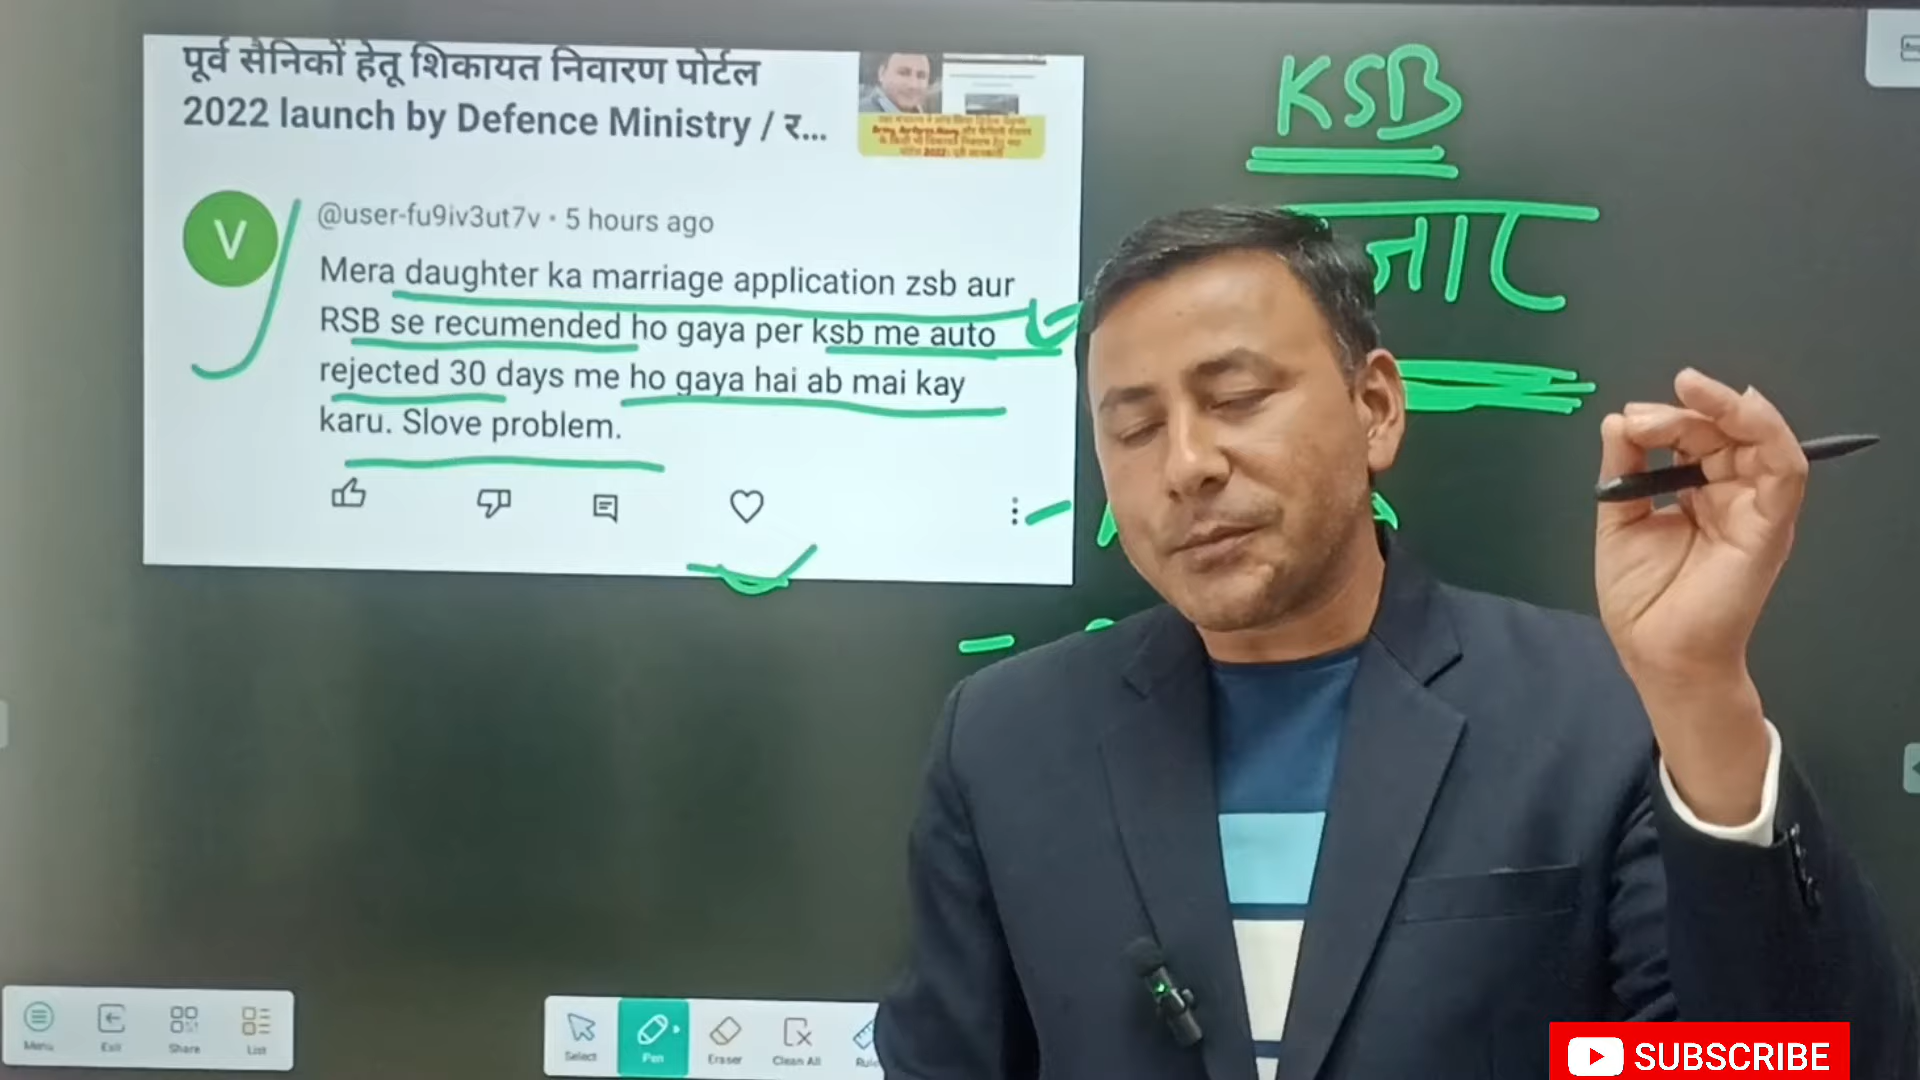 पूर्व सैनिकों हेतू शिकायत निवारण पोर्टल
2022 launch by Defence Ministry / र...
V
@user-fu9iv3ut7v · 5 hours ago
Mera daughter ka marriage application zsb aur
RSB se recumended ho gaya per ksb me auto
rejected 30 days me ho gaya hai ab mai kay
karu. Slove problem.
KSB
Menu
Exit
Share
List
Select
Pen
Eraser
Clean All
SUBSCRIBE